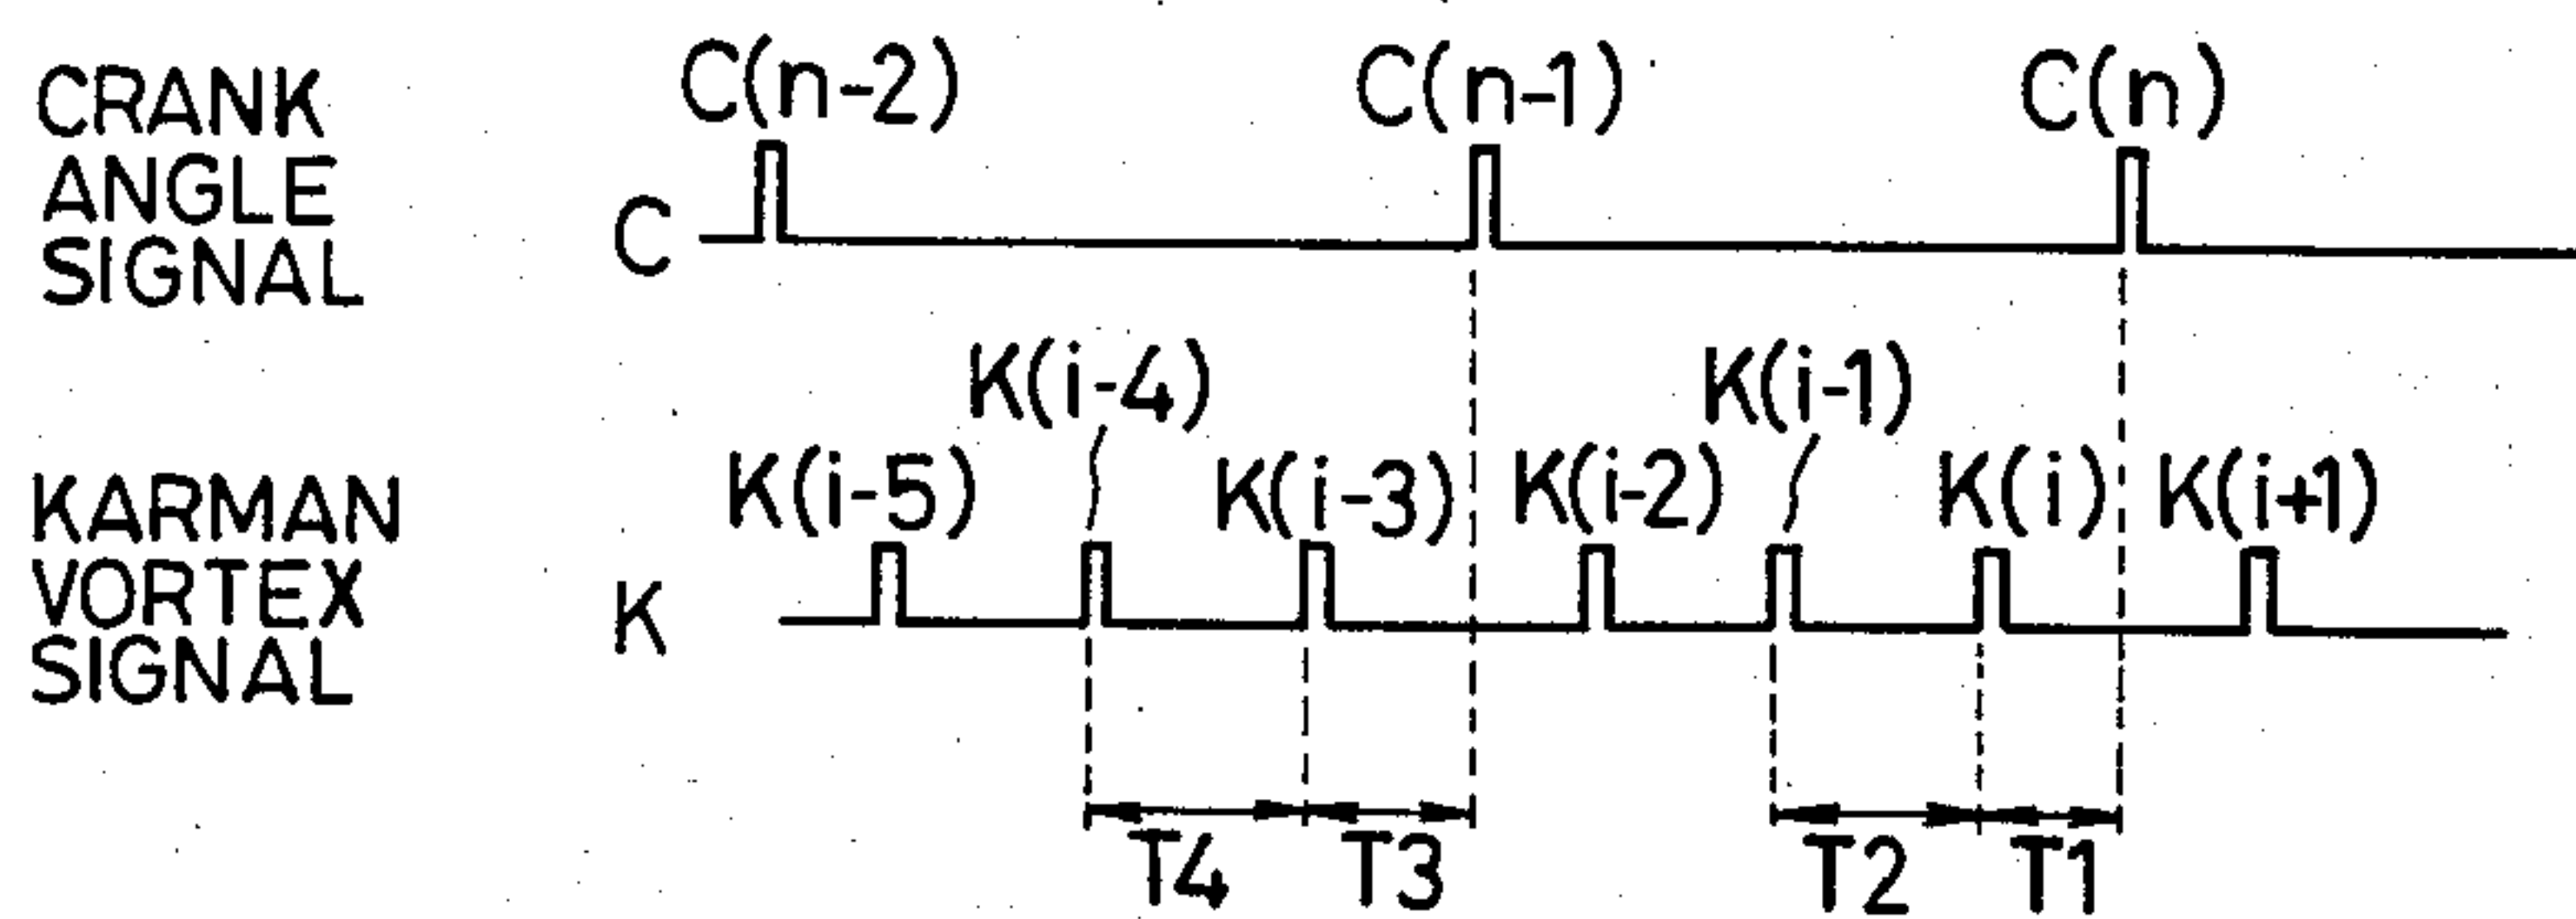 CRANK
ANGLE
SIGNAL
C
C(n-2)
C(n-1)
C(n)
KARMAN
VORTEX
SIGNAL
K
K(i-5)
K(i-4)
K(i-3)
K(i-2)
K(i-1)
K(i)
K(i+1)
T4
T3
T2
T1